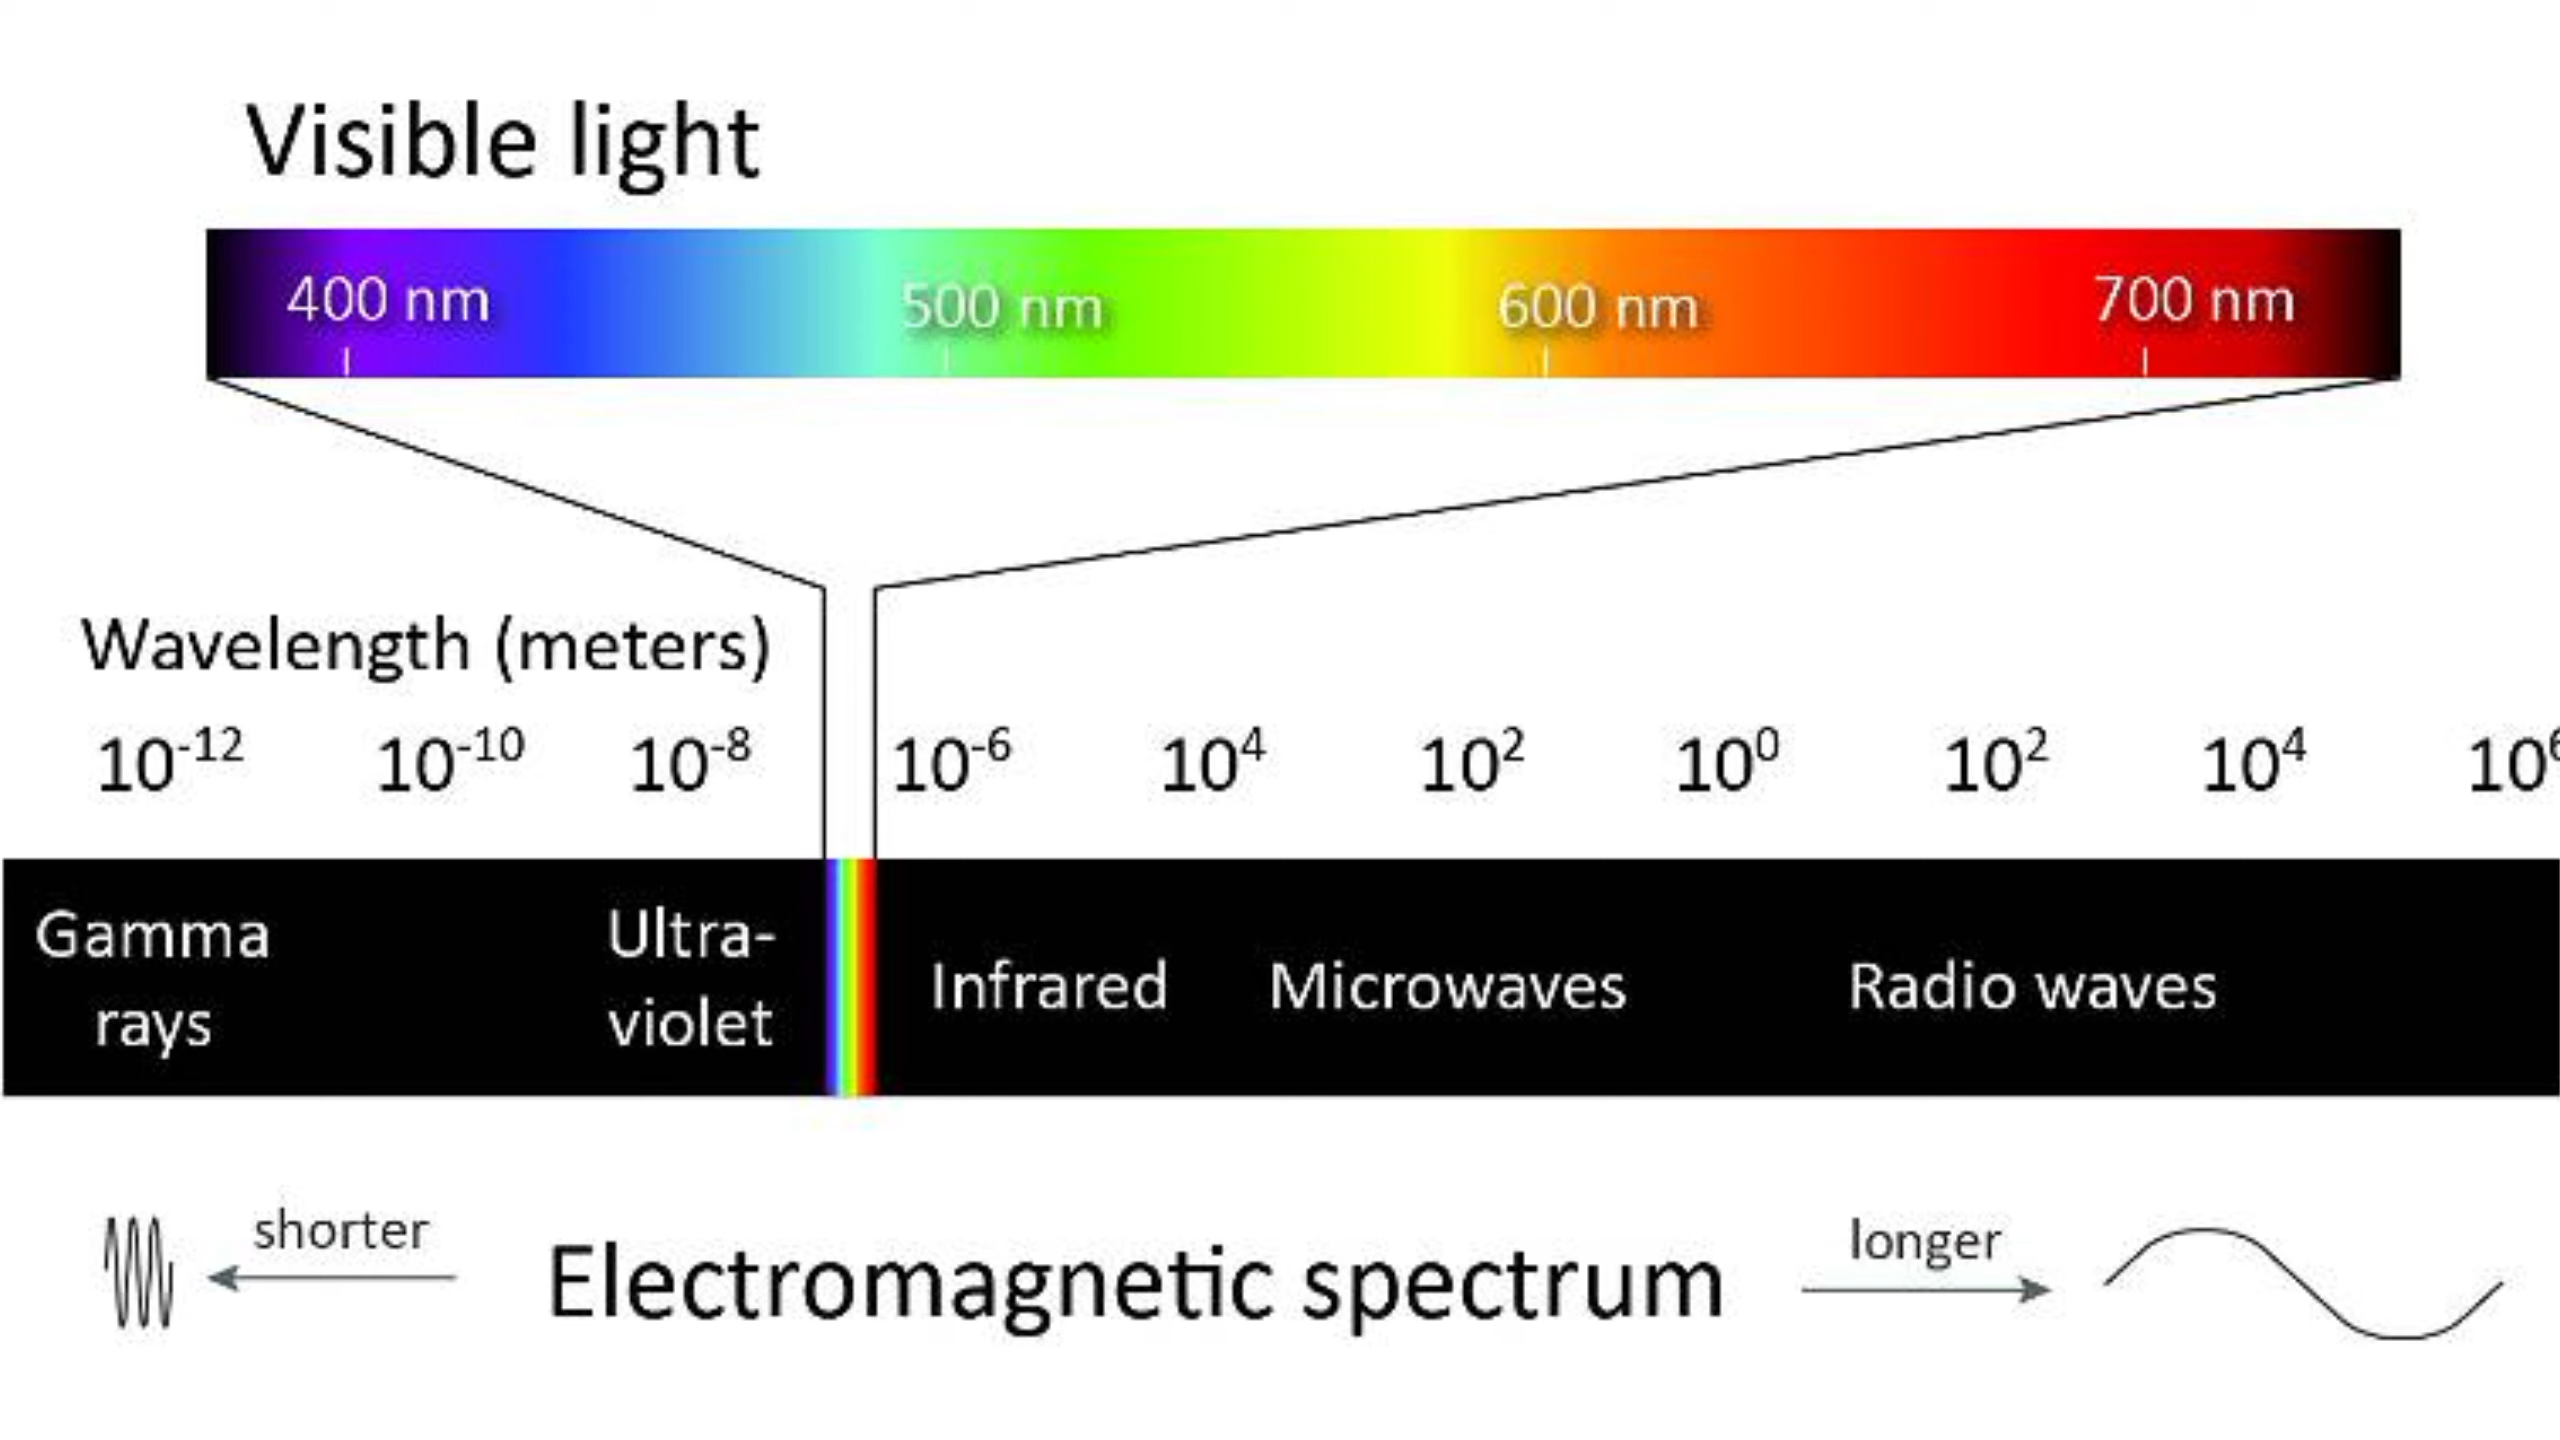 Visible light
400 nm 500 nm 600 nm 700 nm
Wavelength (meters)
10⁻¹² 10⁻¹⁰ 10⁻⁸ 10⁻⁶ 10⁴ 10² 10⁰ 10² 10⁴ 10⁶
Gamma
rays
Ultra-
violet
Infrared
Microwaves
Radio waves
shorter
Electromagnetic spectrum
longer